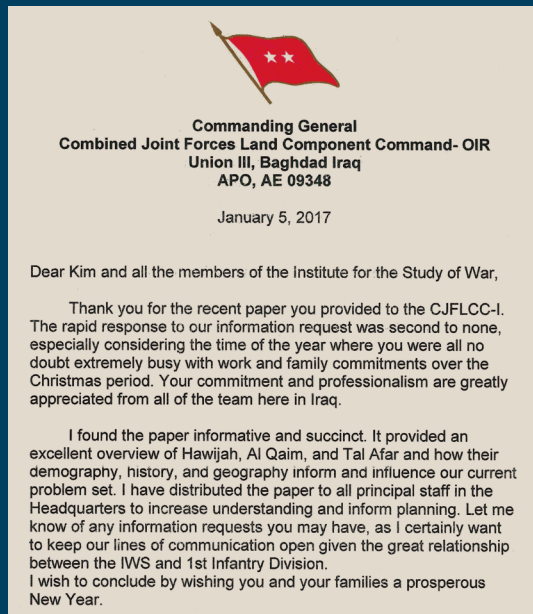 Commanding General
Combined Joint Forces Land Component Command- OIR
Union III, Baghdad Iraq
APO, AE 09348
January 5, 2017
Dear Kim and all the members of the Institute for the Study of War,
Thank you for the recent paper you provided to the CJFLCC-I.
The rapid response to our information request was second to none,
especially considering the time of the year where you were all no
doubt extremely busy with work and family commitments over the
Christmas period. Your commitment and professionalism are greatly
appreciated from all of the team here in Iraq.
I found the paper informative and succinct. It provided an
excellent overview of Hawijah, Al Qaim, and Tal Afar and how their
demography, history, and geography inform and influence our current
problem set. I have distributed the paper to all principal staff in the
Headquarters to increase understanding and inform planning. Let me
know of any information requests you may have, as I certainly want
to keep our lines of communication open given the great relationship
between the IWS and 1st Infantry Division.
I wish to conclude by wishing you and your families a prosperous
New Year.